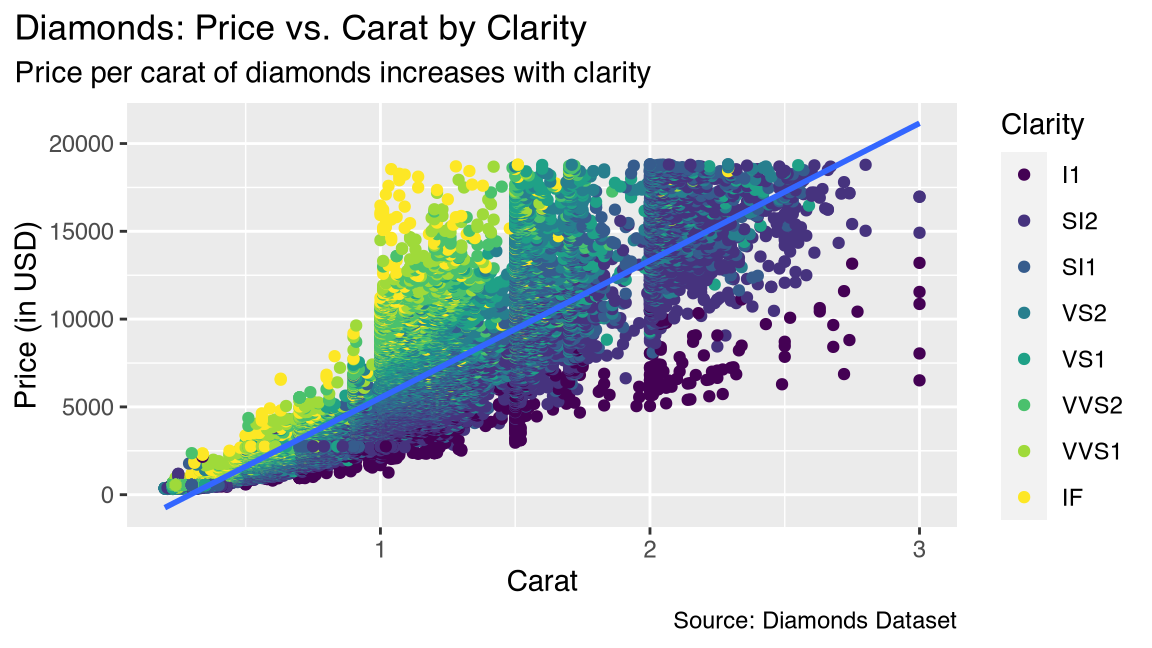 Diamonds: Price vs. Carat by Clarity
Price per carat of diamonds increases with clarity
Price (in USD)
20000
15000
10000
5000
0
1
2
3
Carat
Clarity
I1
SI2
SI1
VS2
VS1
VVS2
VVS1
IF
Source: Diamonds Dataset